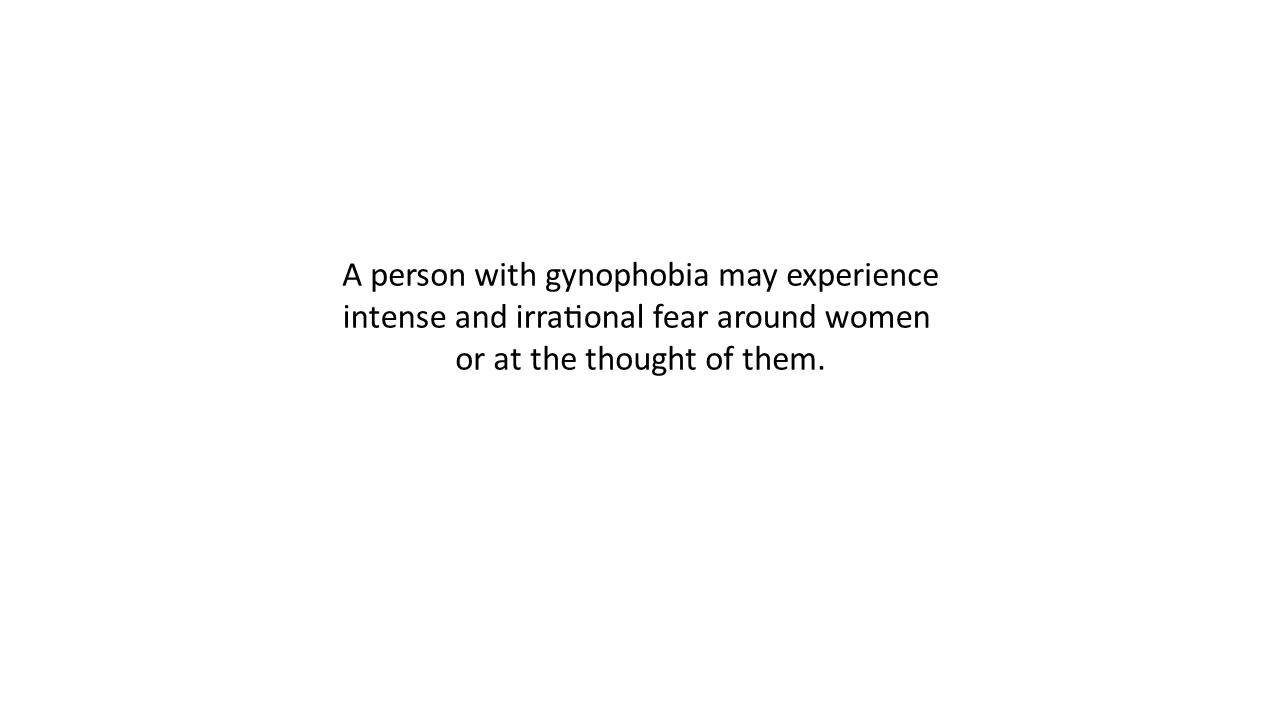 A person with gynophobia may experience
intense and irrational fear around women
or at the thought of them.